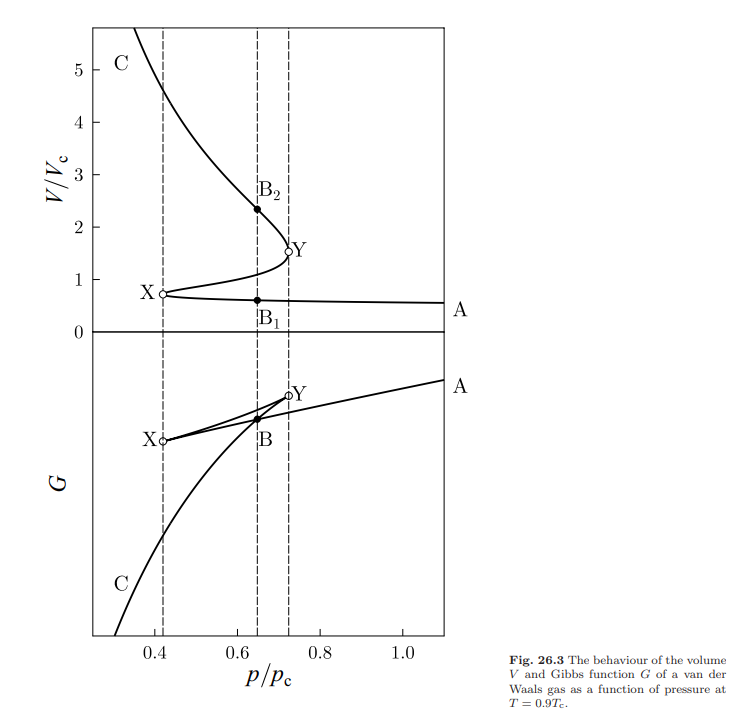 C
5
4
V/Vc
3
B2
2
Y
1
X
A
B1
0
Y
A
X
B
G
C
0.4 0.6 0.8 1.0
p/pc
Fig. 26.3 The behaviour of the volume
V and Gibbs function G of a van der
Waals gas as a function of pressure at
T = 0.9Tc.